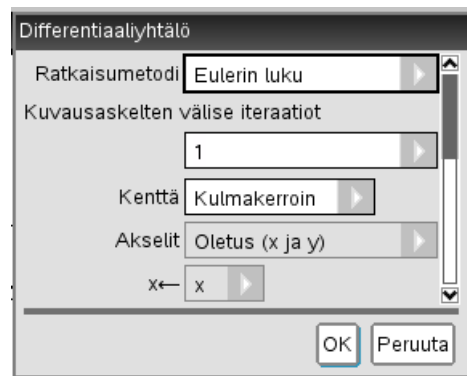 Differentiaaliyhtälö
Ratkaisumetodi Eulerin luku
Kuvausaskelten välise iteraatiot
1
Kenttä Kulmakerroin
Akselit Oletus (x ja y)
x← x
OK Peruuta